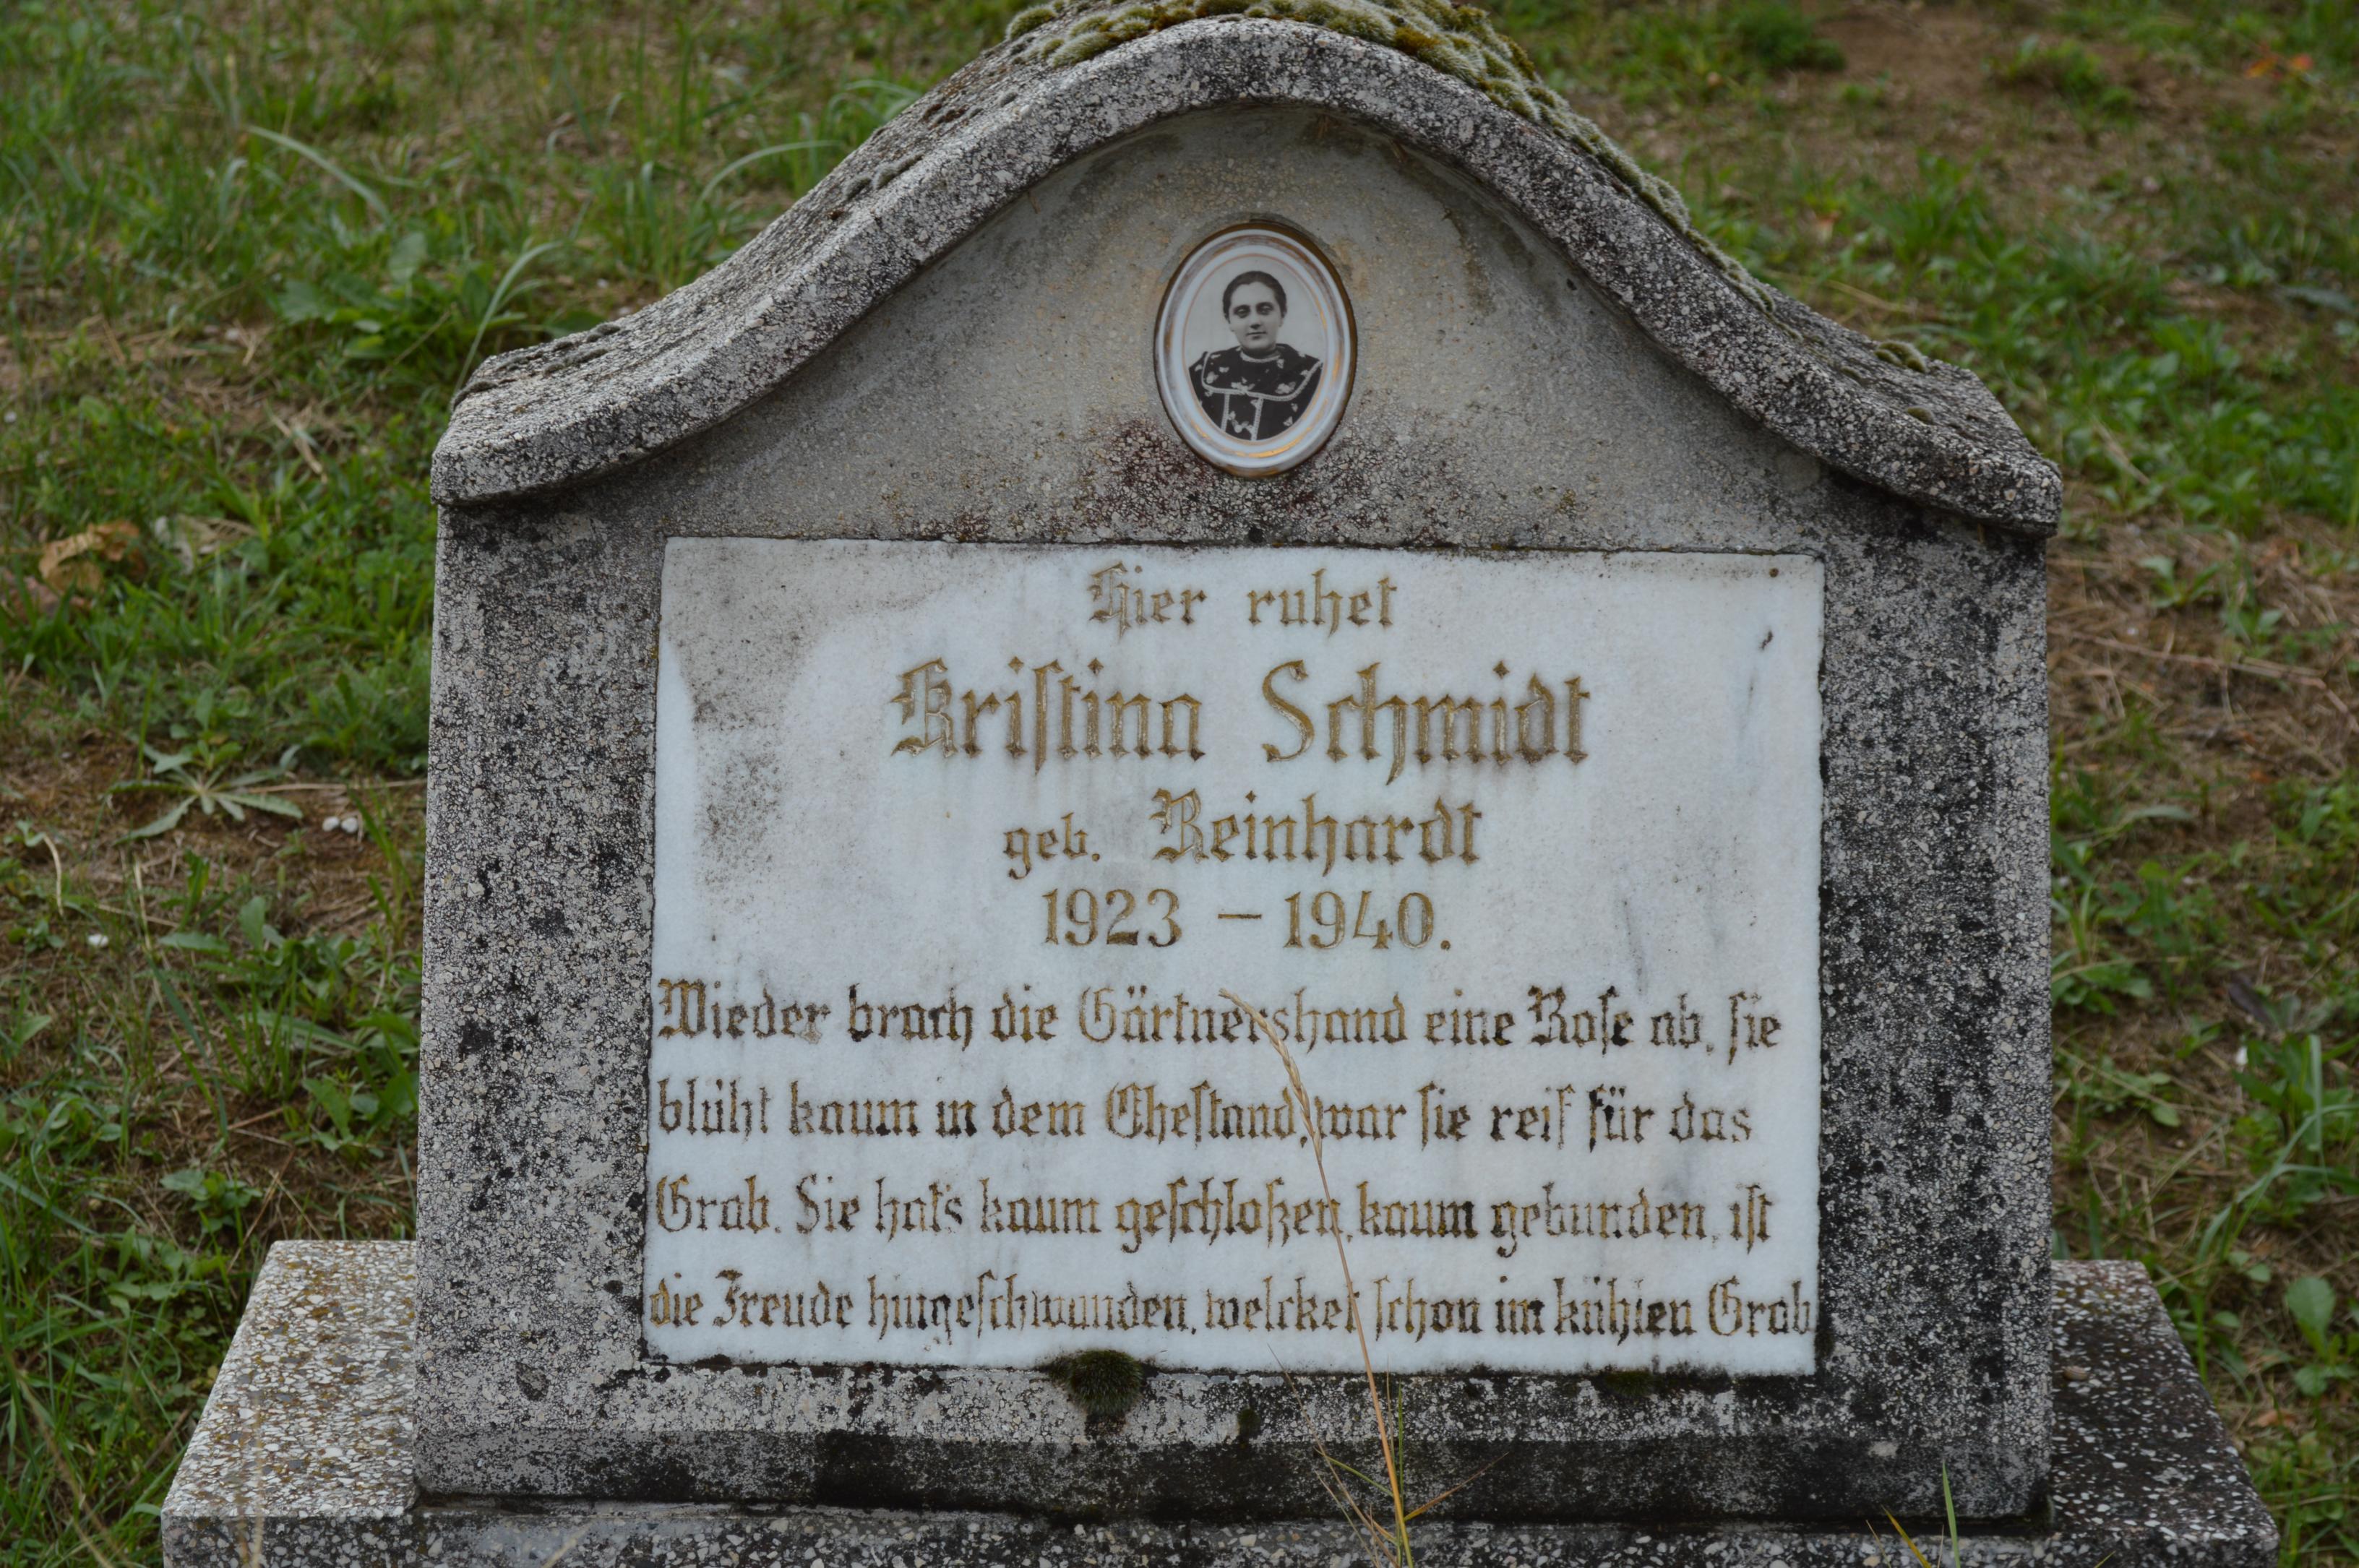 Hier ruhet
Kristina Schmidt
geb. Reinhardt
1923 – 1940.
Wieder brach die Gärtnershand eine Rose ab, sie
blüht kaum in dem Ehestand, war sie reif für das
Grab. Sie hat's kaum geschloßen, kaum gebunden, ist
die Freude hingeschwunden, welcket schon im kühlen Grab